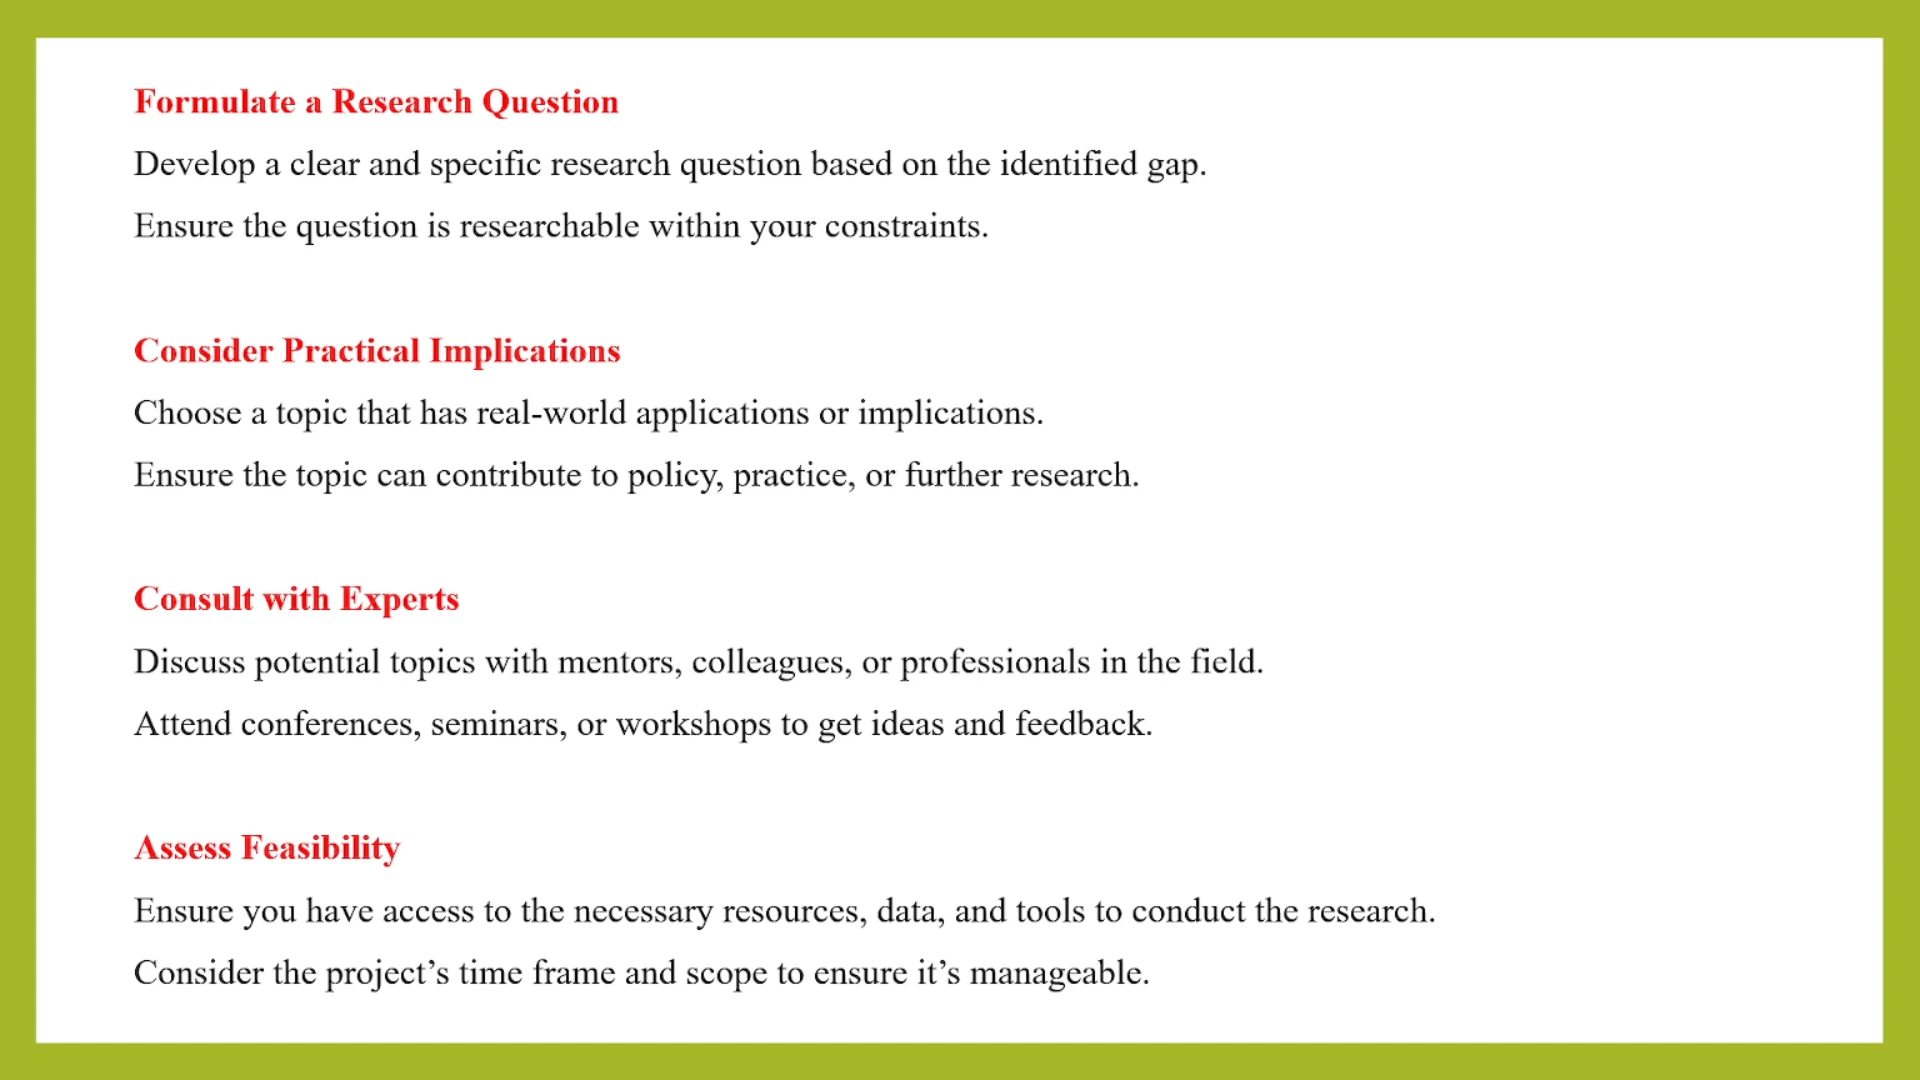 Formulate a Research Question
Develop a clear and specific research question based on the identified gap.
Ensure the question is researchable within your constraints.
Consider Practical Implications
Choose a topic that has real-world applications or implications.
Ensure the topic can contribute to policy, practice, or further research.
Consult with Experts
Discuss potential topics with mentors, colleagues, or professionals in the field.
Attend conferences, seminars, or workshops to get ideas and feedback.
Assess Feasibility
Ensure you have access to the necessary resources, data, and tools to conduct the research.
Consider the project’s time frame and scope to ensure it’s manageable.